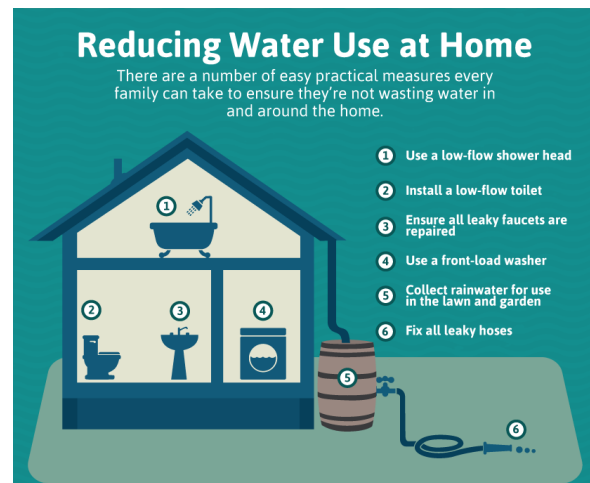 Reducing Water Use at Home
There are a number of easy practical measures every
family can take to ensure they're not wasting water in
and around the home.
1 Use a low-flow shower head
2 Install a low-flow toilet
3 Ensure all leaky faucets are
repaired
4 Use a front-load washer
5 Collect rainwater for use
in the lawn and garden
6 Fix all leaky hoses
1
2
3
4
5
6